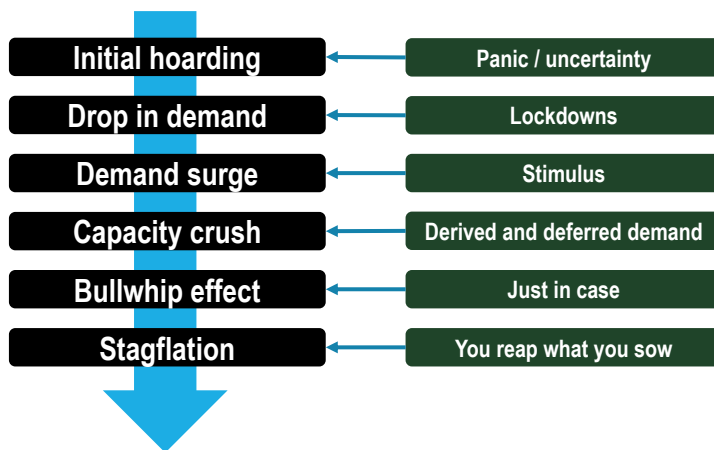 Initial hoarding
Panic / uncertainty
Drop in demand
Lockdowns
Demand surge
Stimulus
Capacity crush
Derived and deferred demand
Bullwhip effect
Just in case
Stagflation
You reap what you sow